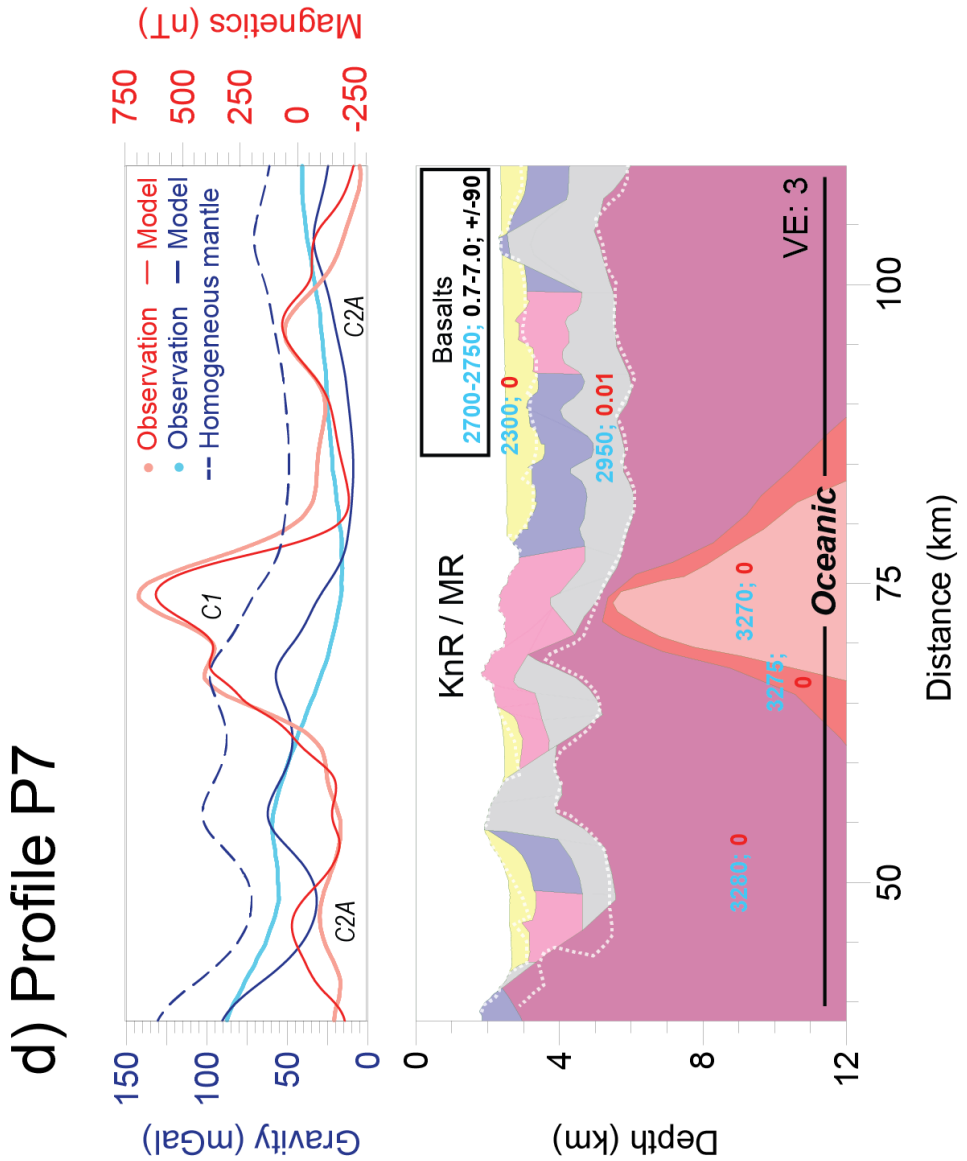 d) Profile P7
Magnetics (nT)
750
500
250
0
-250
Gravity (mGal)
150
100
50
0
Observation — Model
Observation — Model
Homogeneous mantle
C1
C2A
C2A
KnR / MR
Basalts
2700-2750; 0.7-7.0; +/-90
2300; 0
2950; 0.01
3270; 0
3275;
0
3280; 0
Oceanic
VE: 3
Depth (km)
0
4
8
12
50
75
100
Distance (km)